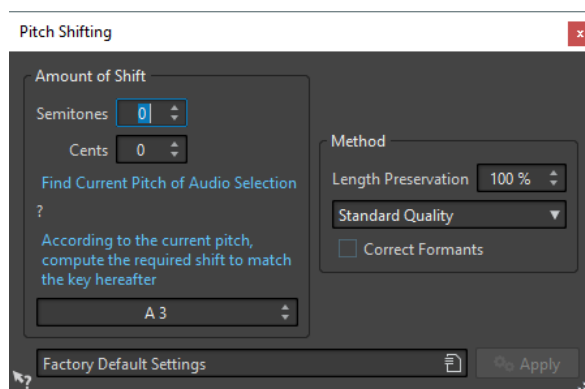 Pitch Shifting
x
Amount of Shift
Semitones 0
Cents 0
Find Current Pitch of Audio Selection
?
According to the current pitch,
compute the required shift to match
the key hereafter
A 3
Method
Length Preservation 100 %
Standard Quality
Correct Formants
?
Factory Default Settings
Apply